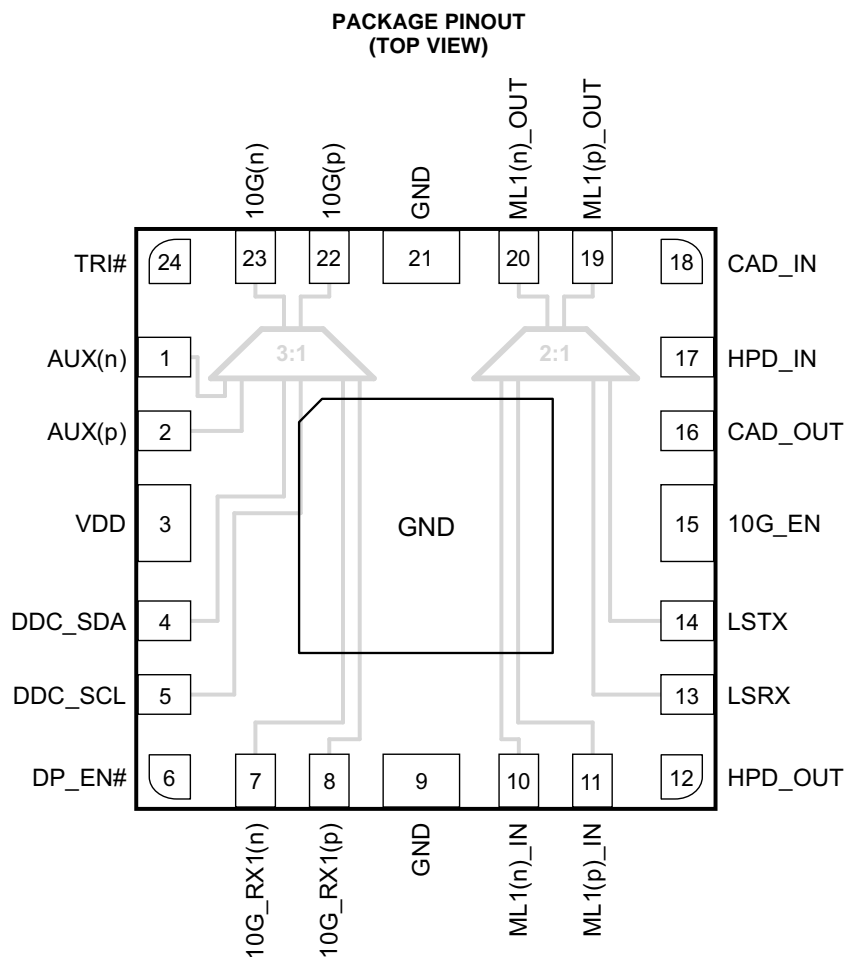 PACKAGE PINOUT
(TOP VIEW)
10G(n)
10G(p)
GND
ML1(n)_OUT
ML1(p)_OUT
TRI#
24
23
22
21
20
19
18
CAD_IN
AUX(n)
1
3:1
2:1
17
HPD_IN
AUX(p)
2
16
CAD_OUT
VDD
3
GND
15
10G_EN
DDC_SDA
4
14
LSTX
DDC_SCL
5
13
LSRX
DP_EN#
6
7
8
9
10
11
12
HPD_OUT
10G_RX1(n)
10G_RX1(p)
GND
ML1(n)_IN
ML1(p)_IN